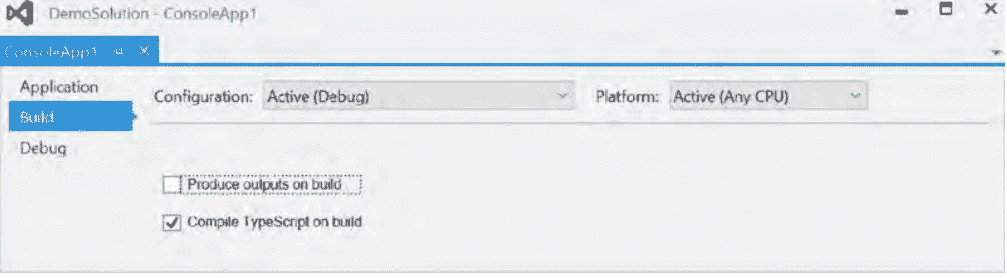 DemoSolution - ConsoleApp1
ConsoleApp1
Application
Configuration: Active (Debug) Platform: Active (Any CPU)
Build
Debug
Produce outputs on build
Compile TypeScript on build